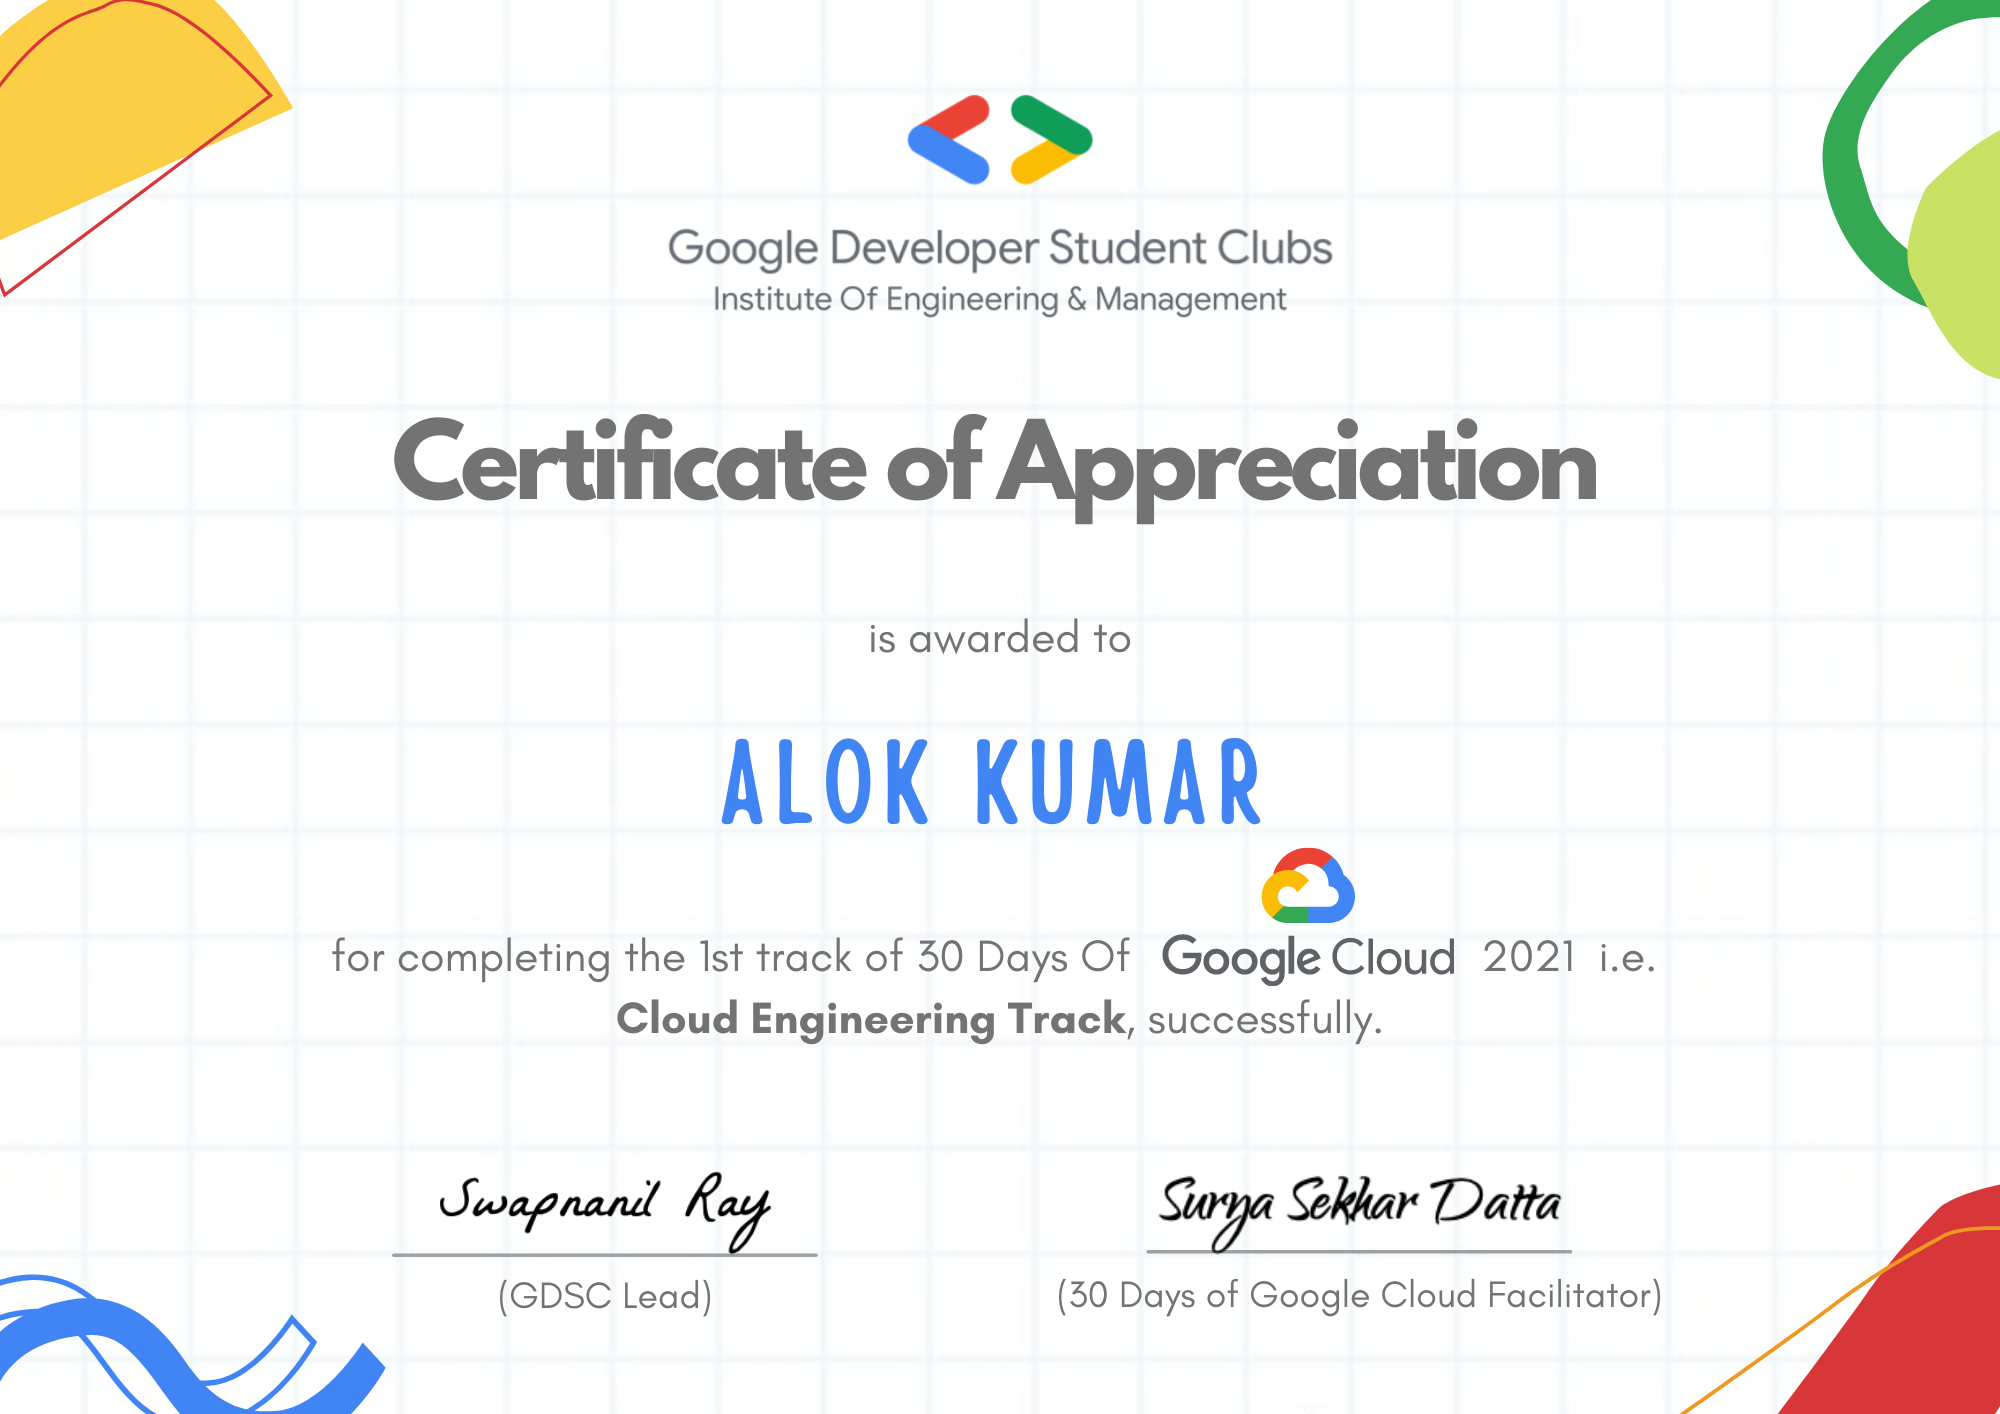 Google Developer Student Clubs
Institute Of Engineering & Management
Certificate of Appreciation
is awarded to
ALOK KUMAR
for completing the 1st track of 30 Days Of Google Cloud 2021 i.e.
Cloud Engineering Track, successfully.
Swapnanil Ray
(GDSC Lead)
Surya Sekhar Datta
(30 Days of Google Cloud Facilitator)